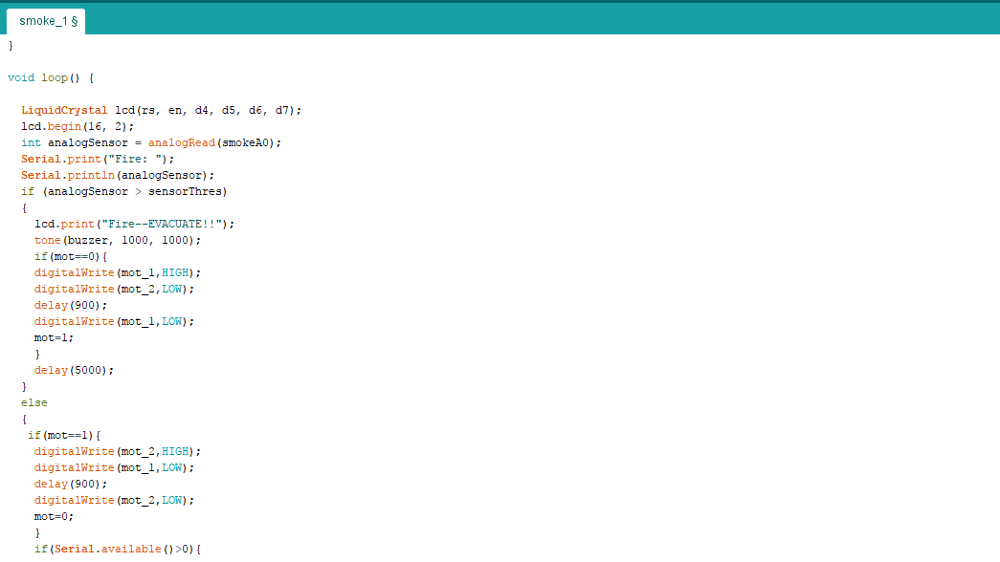 smoke_1 §
}
void loop() {
LiquidCrystal lcd(rs, en, d4, d5, d6, d7);
lcd.begin(16, 2);
int analogSensor = analogRead(smokeA0);
Serial.print("Fire: ");
Serial.println(analogSensor);
if (analogSensor > sensorThres)
{
lcd.print("Fire--EVACUATE!!");
tone(buzzer, 1000, 1000);
if(mot==0){
digitalWrite(mot_1,HIGH);
digitalWrite(mot_2,LOW);
delay(900);
digitalWrite(mot_1,LOW);
mot=1;
}
delay(5000);
}
else
{
if(mot==1){
digitalWrite(mot_2,HIGH);
digitalWrite(mot_1,LOW);
delay(900);
digitalWrite(mot_2,LOW);
mot=0;
}
if(Serial.available()>0){